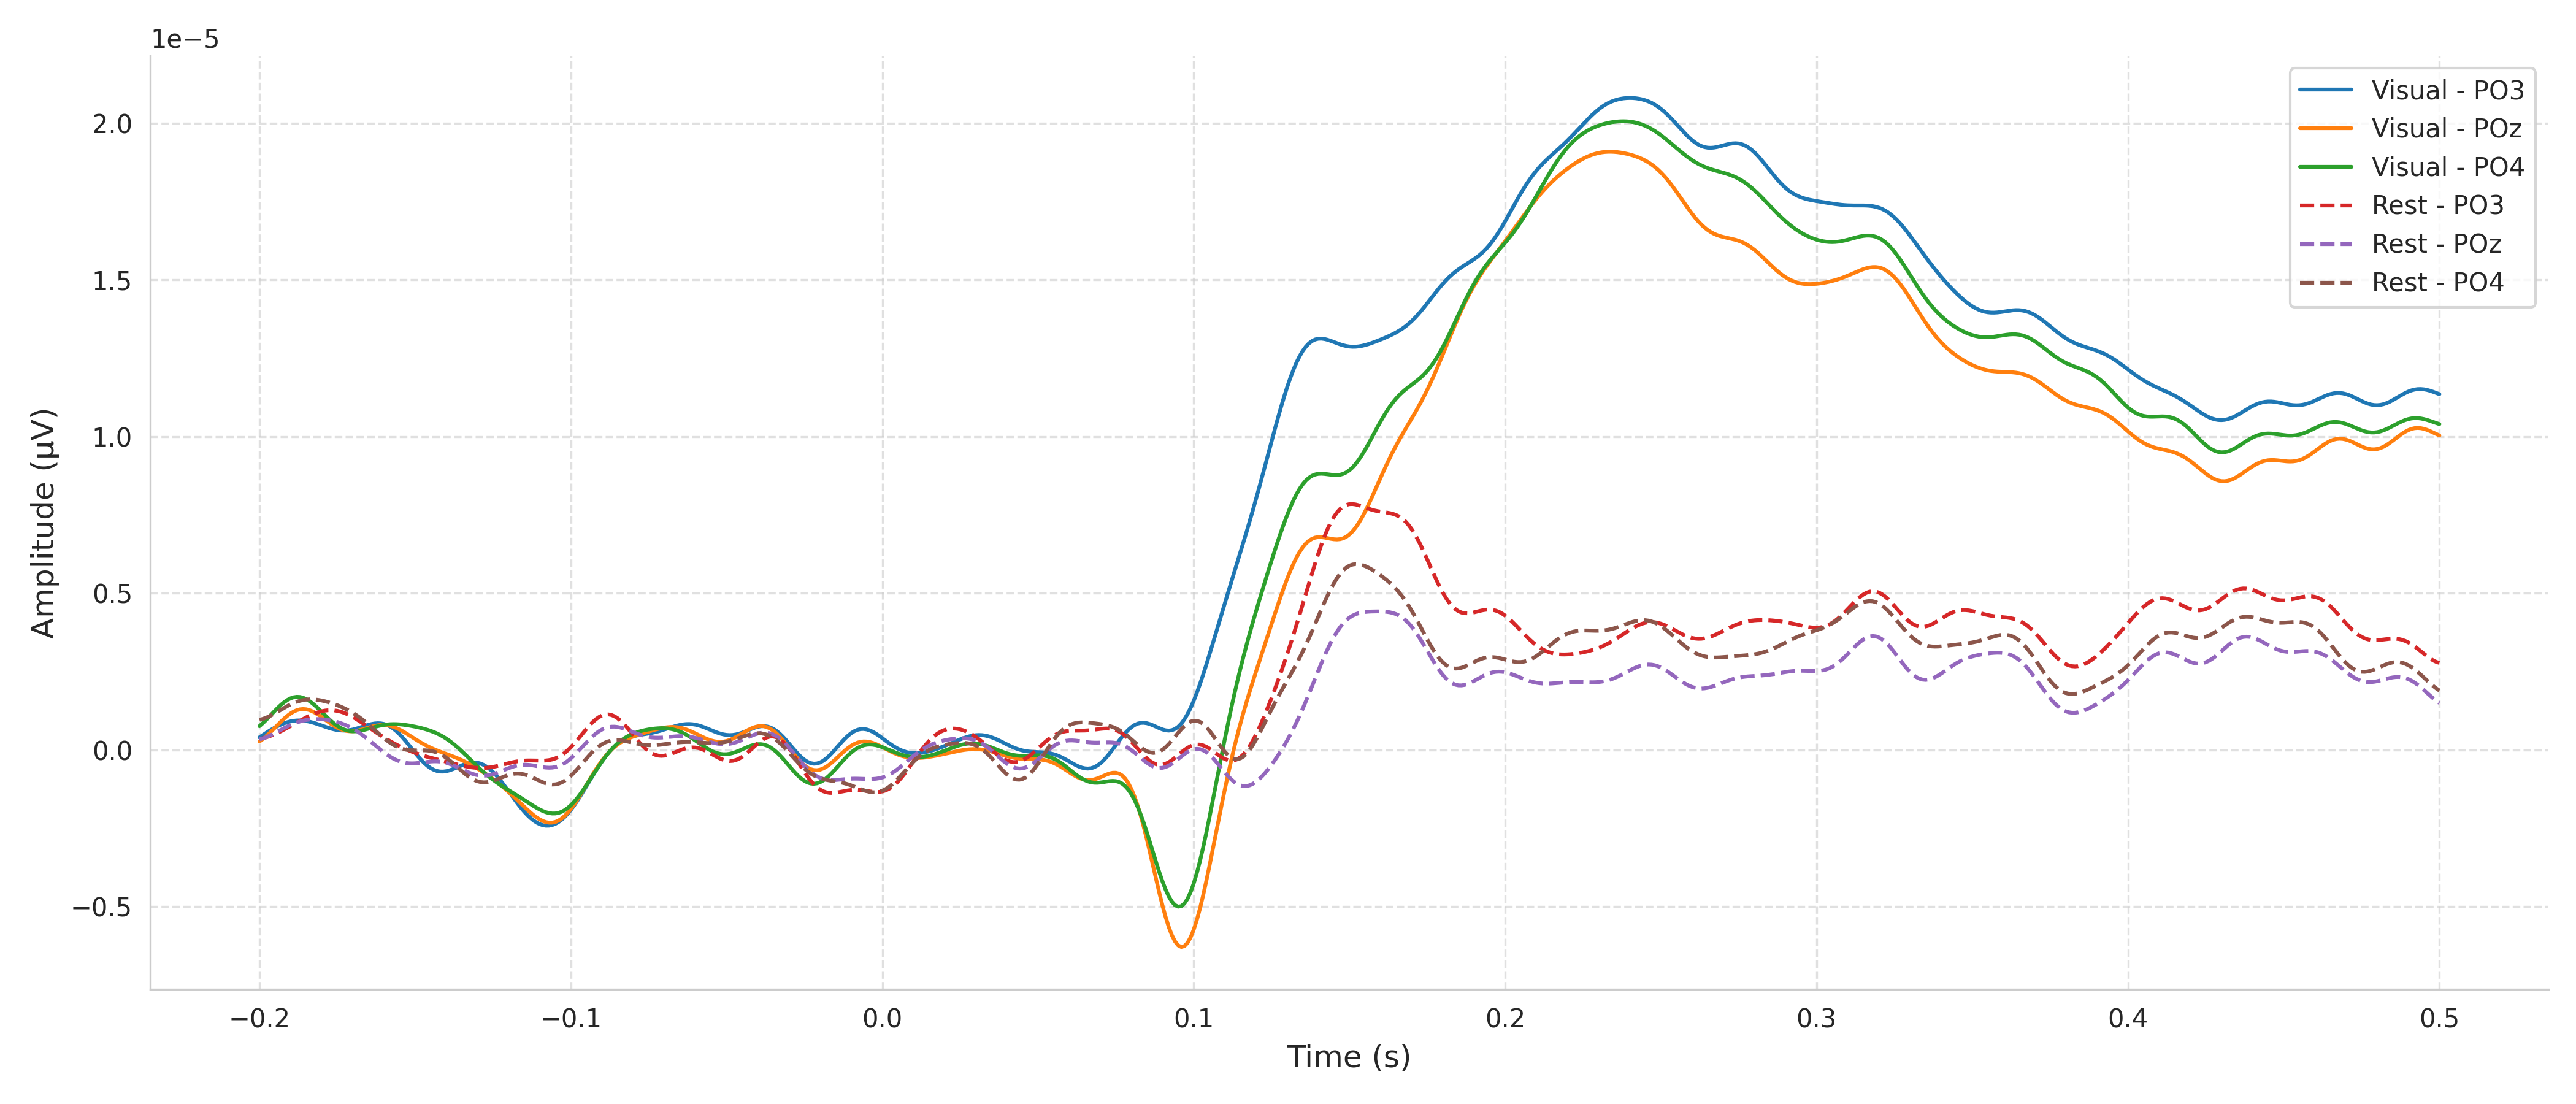 1e−5
2.0
1.5
1.0
0.5
0.0
−0.5
Amplitude (µV)
−0.2
−0.1
0.0
0.1
0.2
0.3
0.4
0.5
Time (s)
Visual - PO3
Visual - POz
Visual - PO4
Rest - PO3
Rest - POz
Rest - PO4